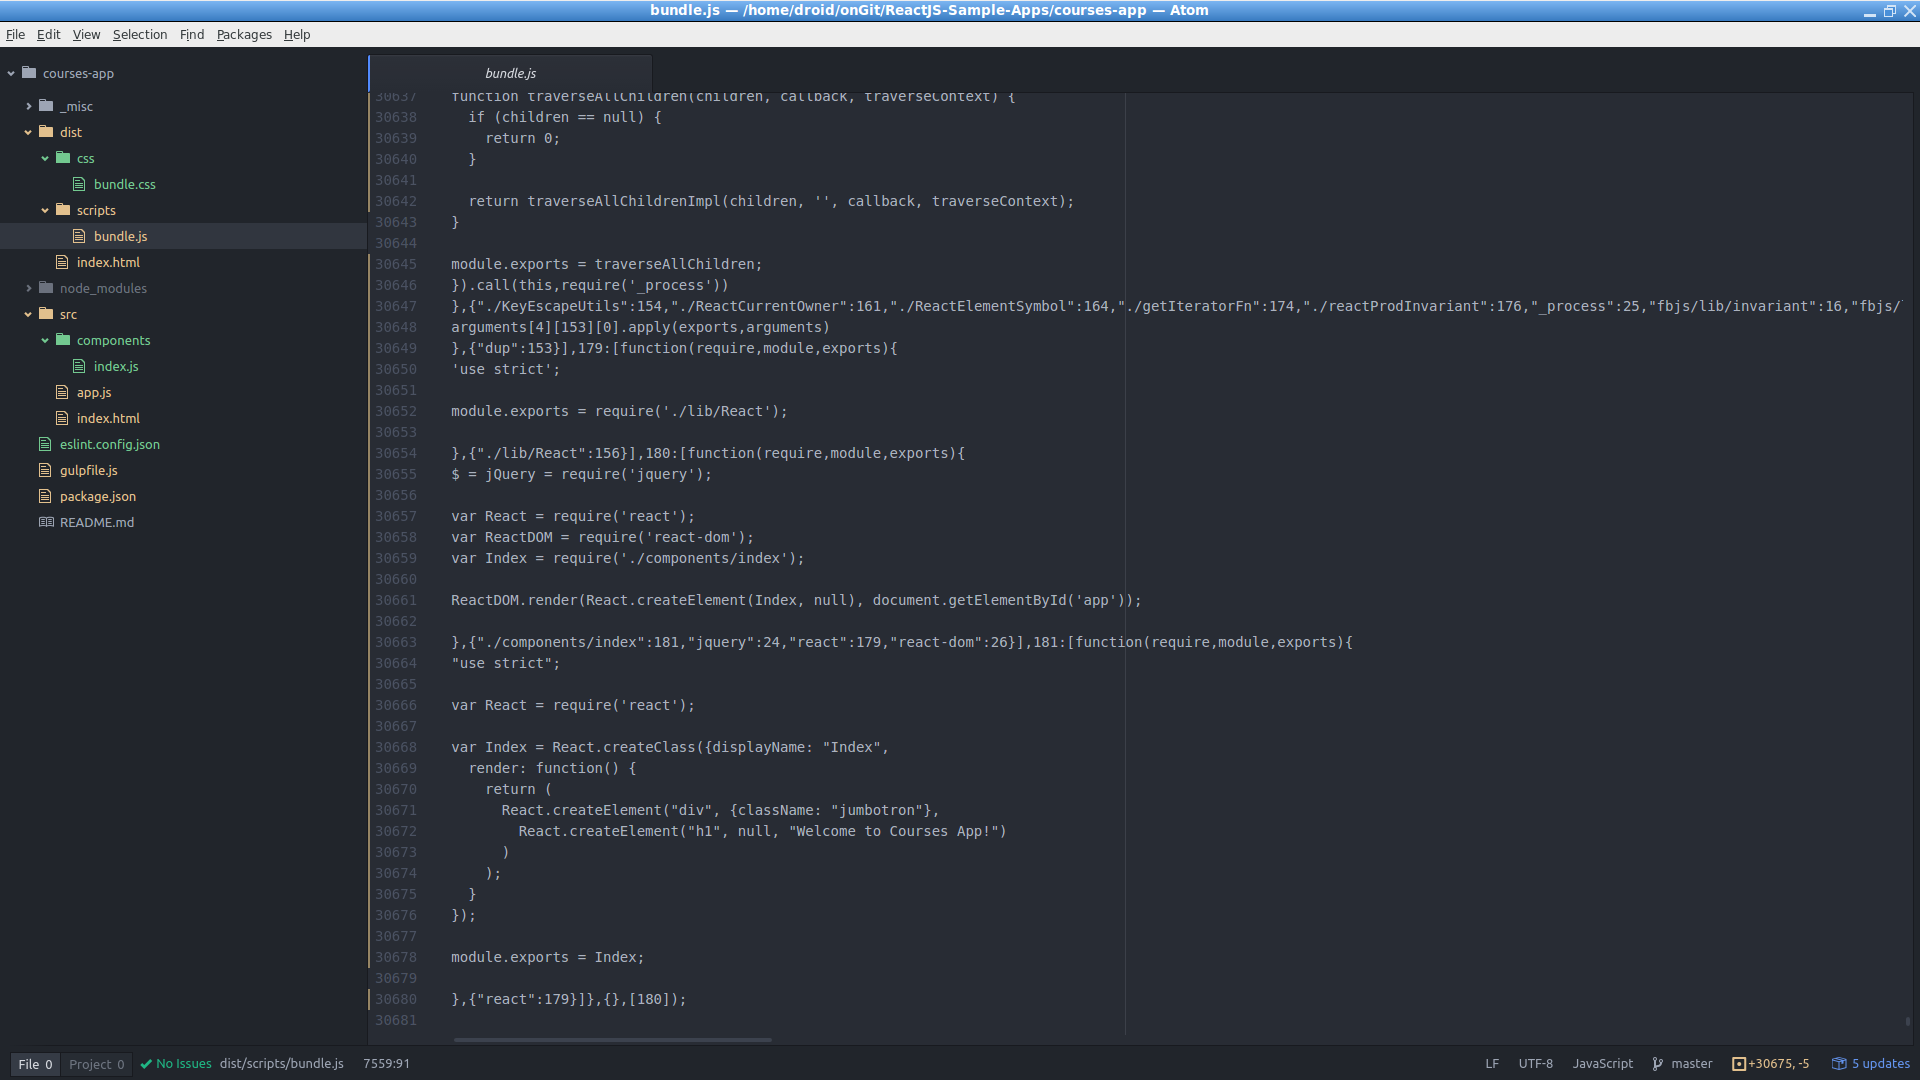 bundle.js — /home/droid/onGit/ReactJS-Sample-Apps/courses-app — Atom
File Edit View Selection Find Packages Help
courses-app
_misc
dist
css
bundle.css
scripts
bundle.js
index.html
node_modules
src
components
index.js
app.js
index.html
eslint.config.json
gulpfile.js
package.json
README.md
bundle.js
30637 function traverseAllChildren(children, callback, traverseContext) {
30638 if (children == null) {
30639 return 0;
30640 }
30641
30642 return traverseAllChildrenImpl(children, '', callback, traverseContext);
30643 }
30644
30645 module.exports = traverseAllChildren;
30646 }).call(this,require('_process'))
30647 },{"./KeyEscapeUtils":154,"./ReactCurrentOwner":161,"./ReactElementSymbol":164,"./getIteratorFn":174,"./reactProdInvariant":176,"_process":25,"fbjs/lib/invariant":16,"fbjs/
30648 arguments[4][153][0].apply(exports,arguments)
30649 },{"dup":153}],179:[function(require,module,exports){
30650 'use strict';
30651
30652 module.exports = require('./lib/React');
30653
30654 },{"./lib/React":156}],180:[function(require,module,exports){
30655 $ = jQuery = require('jquery');
30656
30657 var React = require('react');
30658 var ReactDOM = require('react-dom');
30659 var Index = require('./components/index');
30660
30661 ReactDOM.render(React.createElement(Index, null), document.getElementById('app'));
30662
30663 },{"./components/index":181,"jquery":24,"react":179,"react-dom":26}],181:[function(require,module,exports){
30664 "use strict";
30665
30666 var React = require('react');
30667
30668 var Index = React.createClass({displayName: "Index",
30669 render: function() {
30670 return (
30671 React.createElement("div", {className: "jumbotron"},
30672 React.createElement("h1", null, "Welcome to Courses App!")
30673 )
30674 );
30675 }
30676 });
30677
30678 module.exports = Index;
30679
30680 },{"react":179}]},{},[180]);
30681
File 0 Project 0 No Issues dist/scripts/bundle.js 7559:91 LF UTF-8 JavaScript master +30675, -5 5 updates